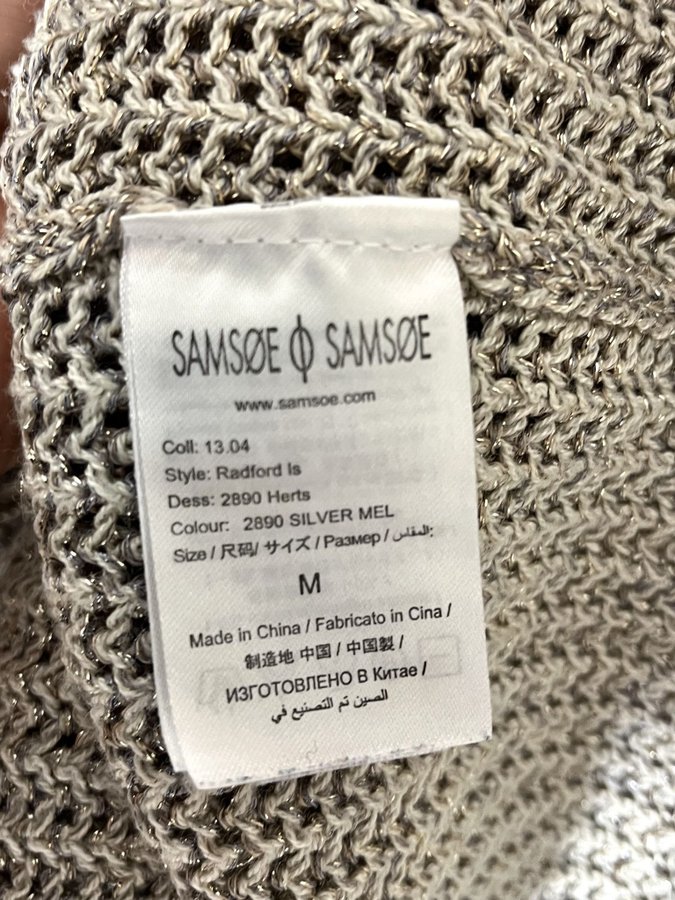 SAMSØE Φ SAMSØE
www.samsoe.com
Coll: 13.04
Style: Radford ls
Dess: 2890 Herts
Colour: 2890 SILVER MEL
Size / 尺码/ サイズ / Размер / المقاس:
M
Made in China / Fabricato in Cina /
制造地 中国 / 中国製 /
ИЗГОТОВЛЕНО В Китае /
الصين تم التصنيع في